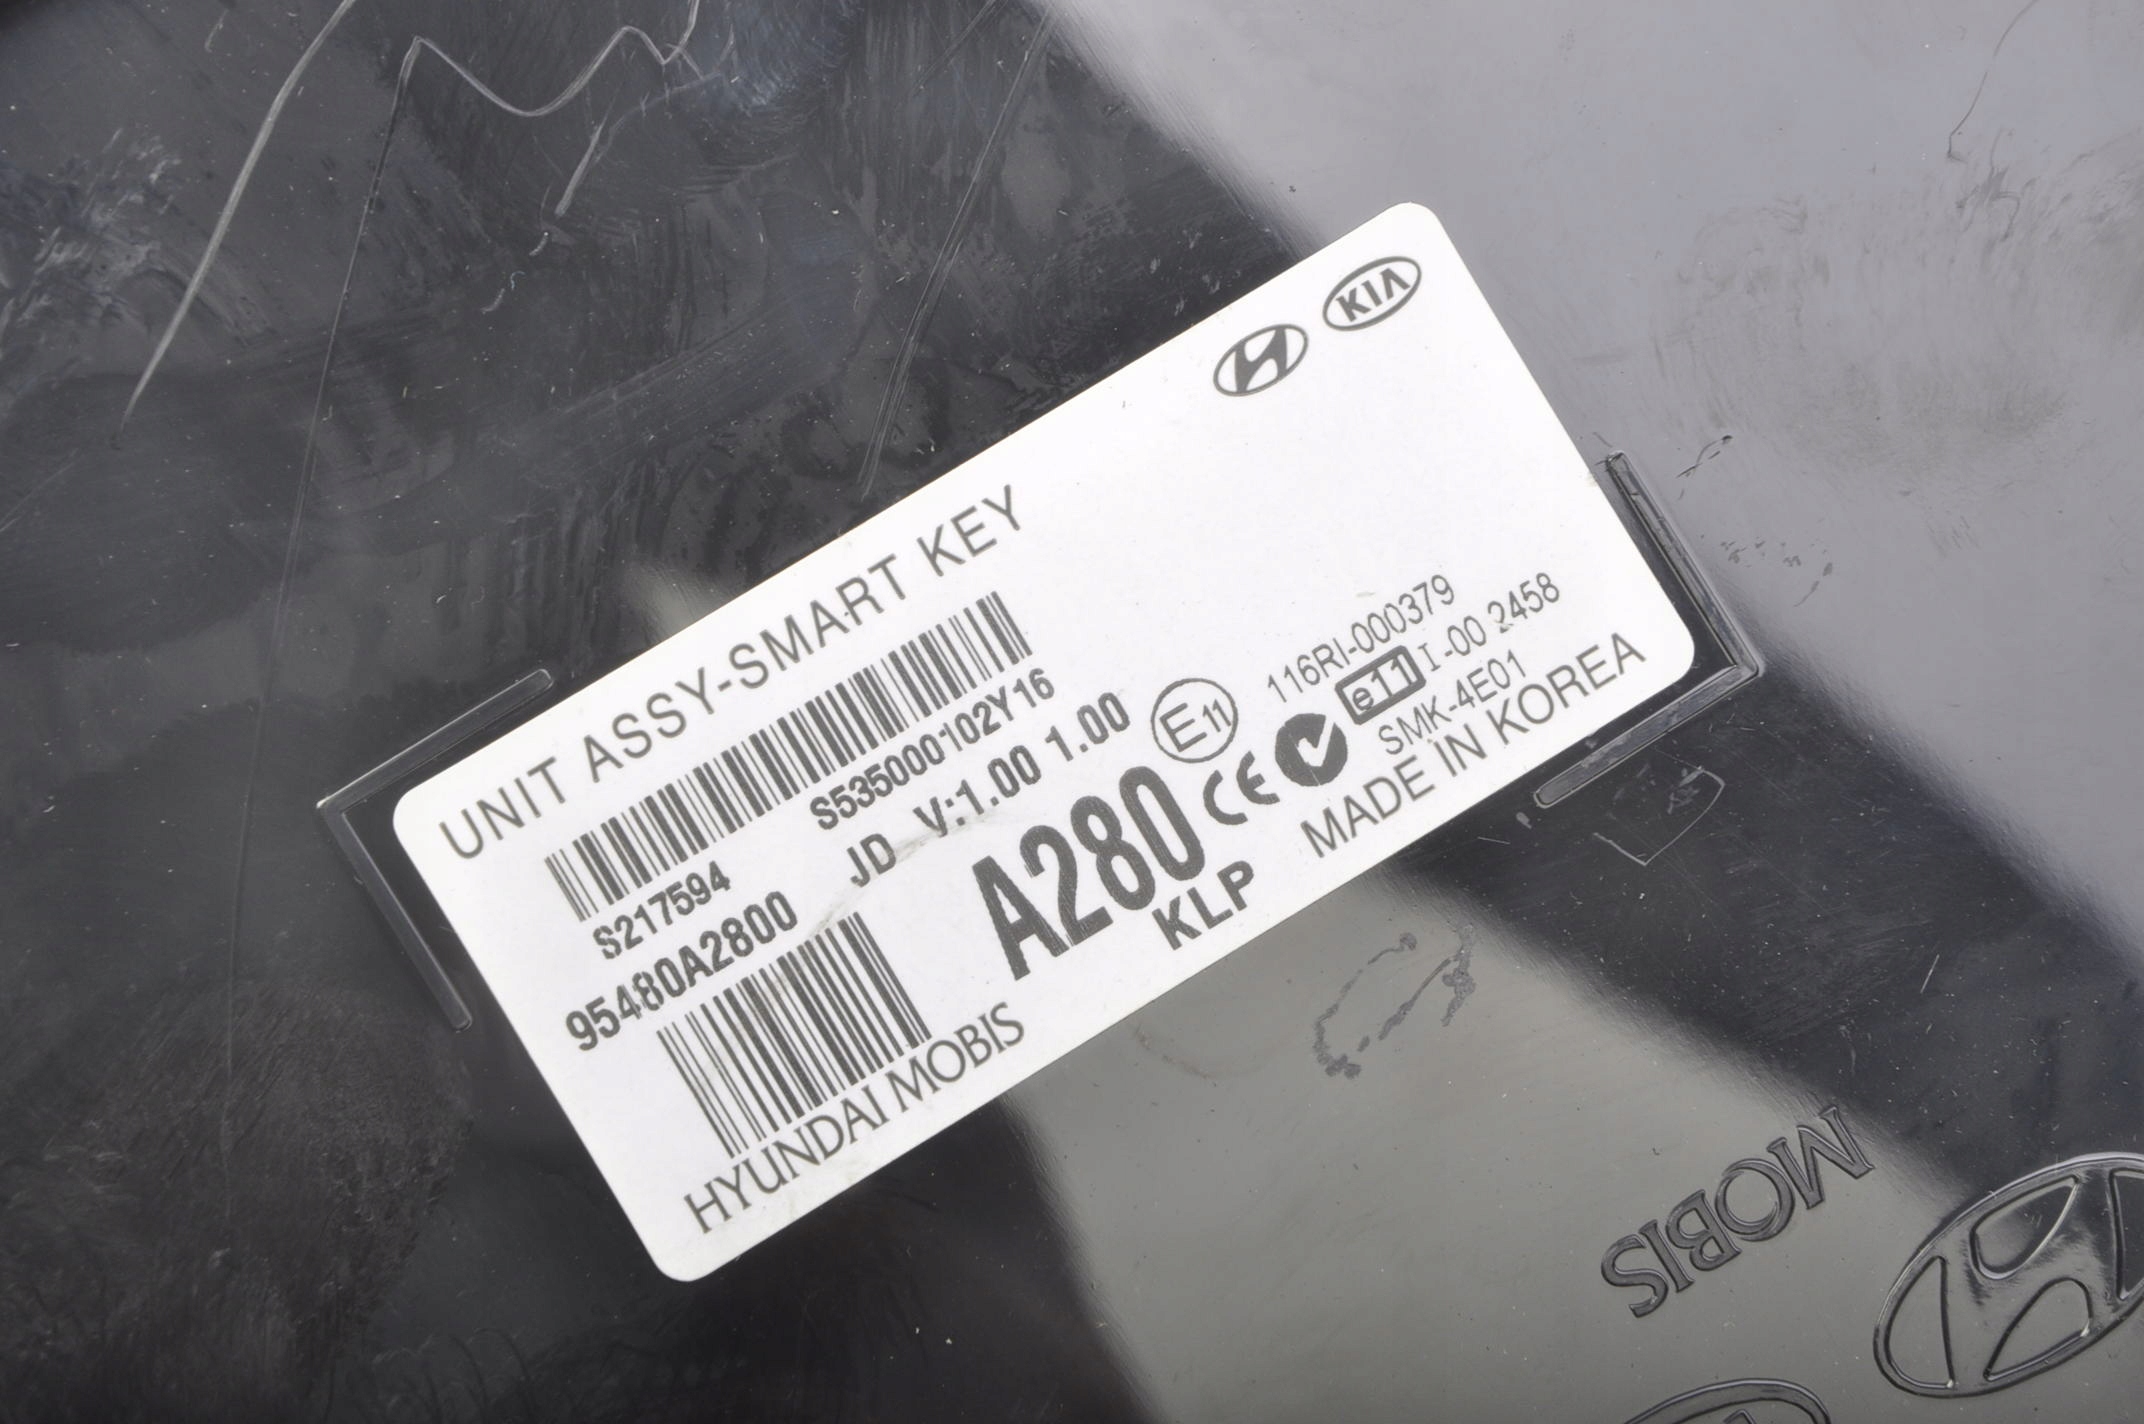 KIA
UNIT ASSY-SMART KEY
S535000102Y16
S217594
95480A2800
JD V:1.00 1.00
A280
KLP
HYUNDAI MOBIS
E11
CE
116RI-000379
e11 I-00 2458
SMK-4E01
MADE IN KOREA
MOBIS